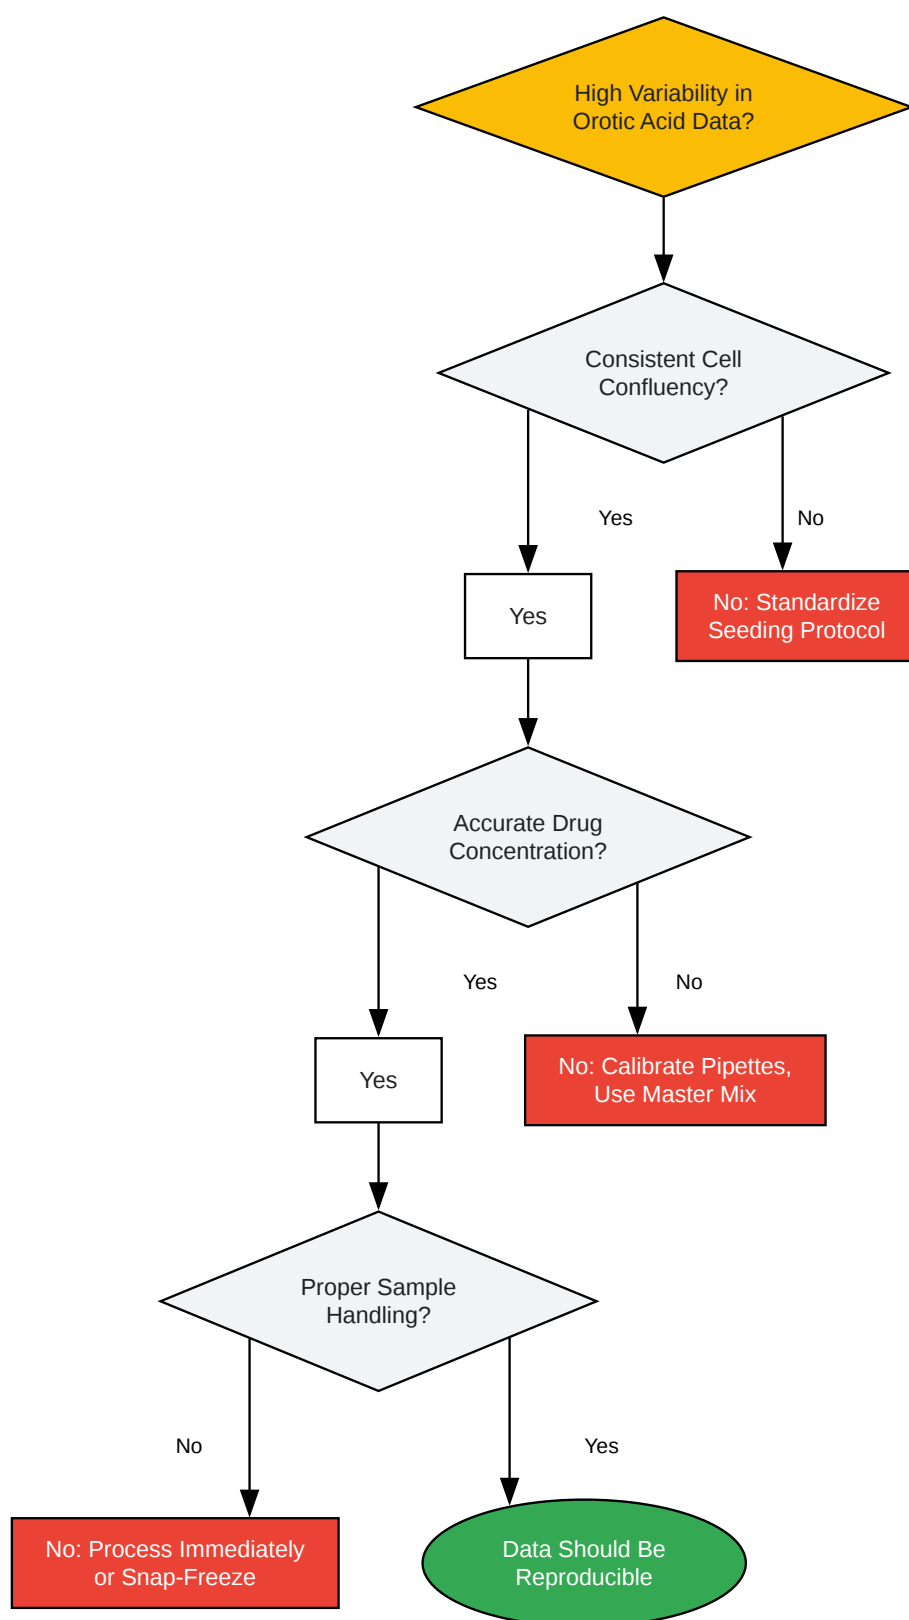 High Variability in
Orotic Acid Data?
Consistent Cell
Confluency?
Yes
No
Yes
No: Standardize
Seeding Protocol
Accurate Drug
Concentration?
Yes
No
Yes
No: Calibrate Pipettes,
Use Master Mix
Proper Sample
Handling?
No
Yes
No: Process Immediately
or Snap-Freeze
Data Should Be
Reproducible